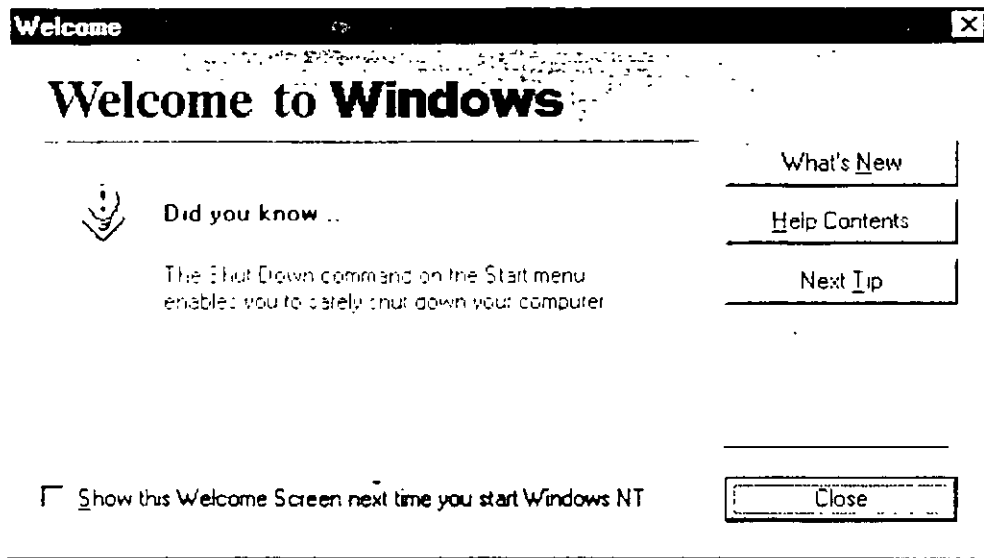 Welcome
Welcome to Windows
What's New
Did you know ..
Help Contents
The Shut Down command on the Start menu
enables you to safely shut down your computer
Next Tip
Show this Welcome Screen next time you start Windows NT
Close